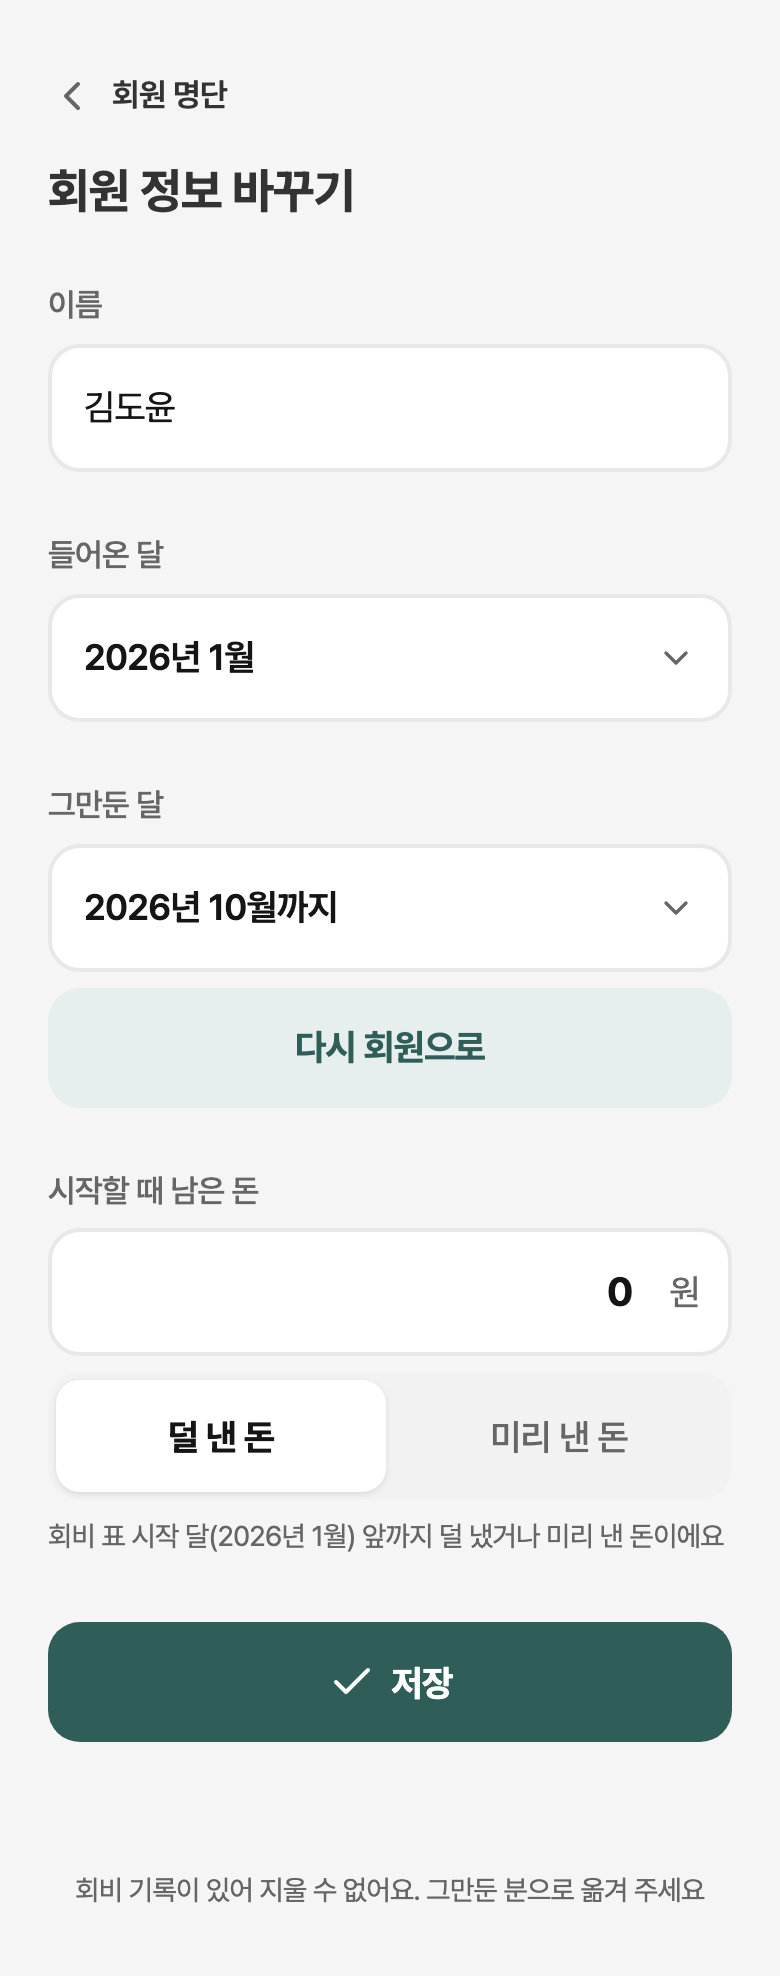 회원 명단
회원 정보 바꾸기
이름
김도윤
들어온 달
2026년 1월
그만둔 달
2026년 10월까지
다시 회원으로
시작할 때 남은 돈
0 원
덜 낸 돈 미리 낸 돈
회비 표 시작 달(2026년 1월) 앞까지 덜 냈거나 미리 낸 돈이에요
저장
회비 기록이 있어 지울 수 없어요. 그만둔 분으로 옮겨 주세요